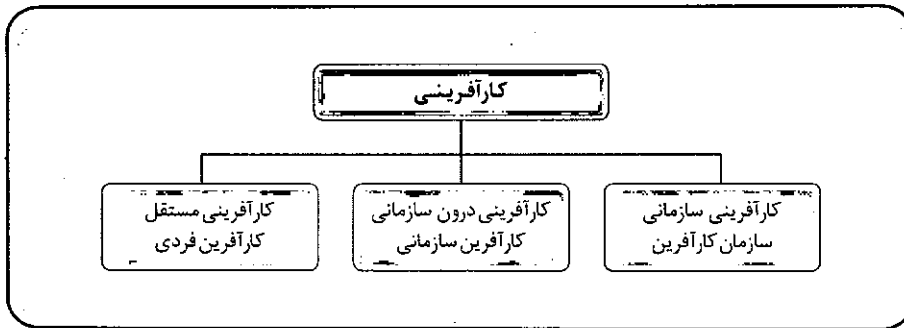 کارآفرینی
کارآفرینی سازمانی
سازمان کارآفرین
کارآفرینی درون سازمانی
کارآفرین سازمانی
کارآفرینی مستقل
کارآفرین فردی